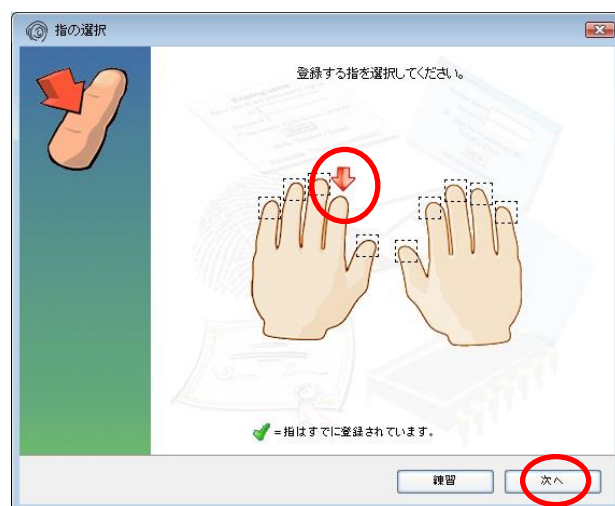 指の選択
登録する指を選択してください。
=指はすでに登録されています。
練習
次へ